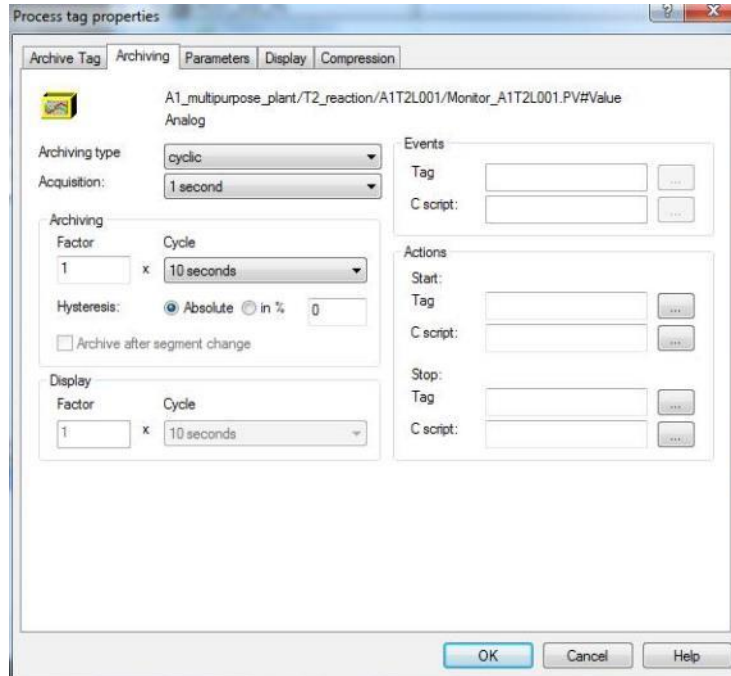 Process tag properties
Archive Tag Archiving Parameters Display Compression
A1_multipurpose_plant/T2_reaction/A1T2L001/Monitor_A1T2L001.PV#Value
Analog
Archiving type cyclic
Acquisition: 1 second
Archiving
Factor Cycle
1 x 10 seconds
Hysteresis: Absolute in % 0
Archive after segment change
Display
Factor Cycle
1 x 10 seconds
Events
Tag ...
C script: ...
Actions
Start:
Tag ...
C script: ...
Stop:
Tag ...
C script: ...
OK Cancel Help